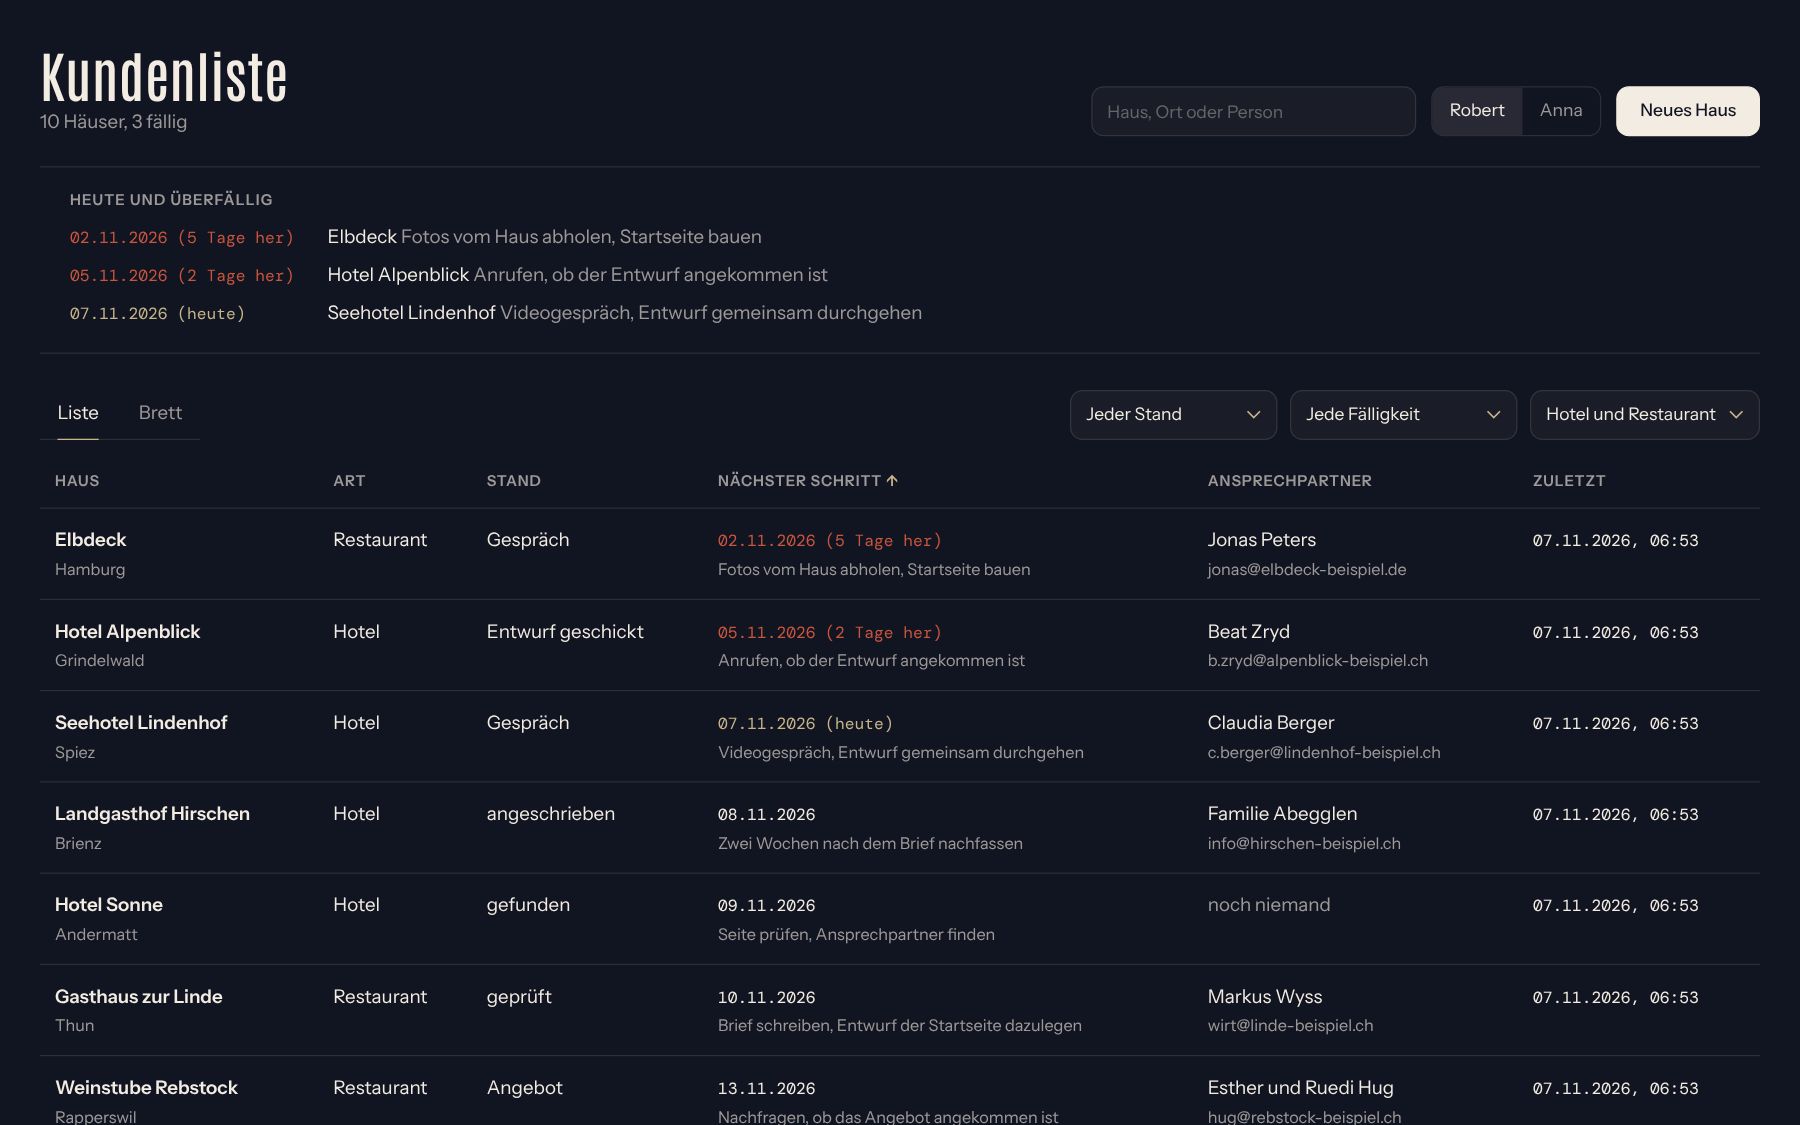 Kundenliste
10 Häuser, 3 fällig
Haus, Ort oder Person
Robert
Anna
Neues Haus
HEUTE UND ÜBERFÄLLIG
02.11.2026 (5 Tage her) Elbdeck Fotos vom Haus abholen, Startseite bauen
05.11.2026 (2 Tage her) Hotel Alpenblick Anrufen, ob der Entwurf angekommen ist
07.11.2026 (heute) Seehotel Lindenhof Videogespräch, Entwurf gemeinsam durchgehen
Liste
Brett
Jeder Stand
Jede Fälligkeit
Hotel und Restaurant
HAUS ART STAND NÄCHSTER SCHRITT ↑ ANSPRECHPARTNER ZULETZT
Elbdeck Restaurant Gespräch 02.11.2026 (5 Tage her) Jonas Peters 07.11.2026, 06:53
Hamburg Fotos vom Haus abholen, Startseite bauen jonas@elbdeck-beispiel.de
Hotel Alpenblick Hotel Entwurf geschickt 05.11.2026 (2 Tage her) Beat Zryd 07.11.2026, 06:53
Grindelwald Anrufen, ob der Entwurf angekommen ist b.zryd@alpenblick-beispiel.ch
Seehotel Lindenhof Hotel Gespräch 07.11.2026 (heute) Claudia Berger 07.11.2026, 06:53
Spiez Videogespräch, Entwurf gemeinsam durchgehen c.berger@lindenhof-beispiel.ch
Landgasthof Hirschen Hotel angeschrieben 08.11.2026 Familie Abegglen 07.11.2026, 06:53
Brienz Zwei Wochen nach dem Brief nachfassen info@hirschen-beispiel.ch
Hotel Sonne Hotel gefunden 09.11.2026 noch niemand 07.11.2026, 06:53
Andermatt Seite prüfen, Ansprechpartner finden
Gasthaus zur Linde Restaurant geprüft 10.11.2026 Markus Wyss 07.11.2026, 06:53
Thun Brief schreiben, Entwurf der Startseite dazulegen wirt@linde-beispiel.ch
Weinstube Rebstock Restaurant Angebot 13.11.2026 Esther und Ruedi Hug 07.11.2026, 06:53
Rapperswil Nachfragen, ob das Angebot angekommen ist hug@rebstock-beispiel.ch